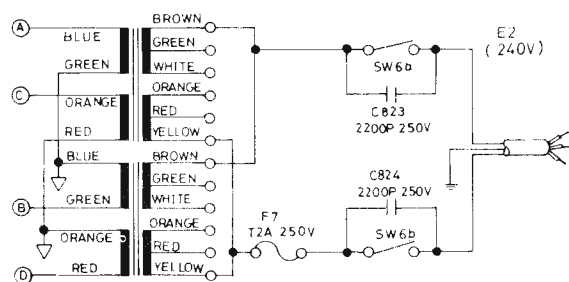 A
BLUE
GREEN
C
ORANGE
RED
BLUE
GREEN
B
ORANGE
D
RED
BROWN
GREEN
WHITE
ORANGE
RED
YELLOW
BROWN
GREEN
WHITE
ORANGE
RED
YELLOW
F7
T2A 250V
SW6a
C823
2200P 250V
C824
2200P 250V
SW6b
E2
(240V)